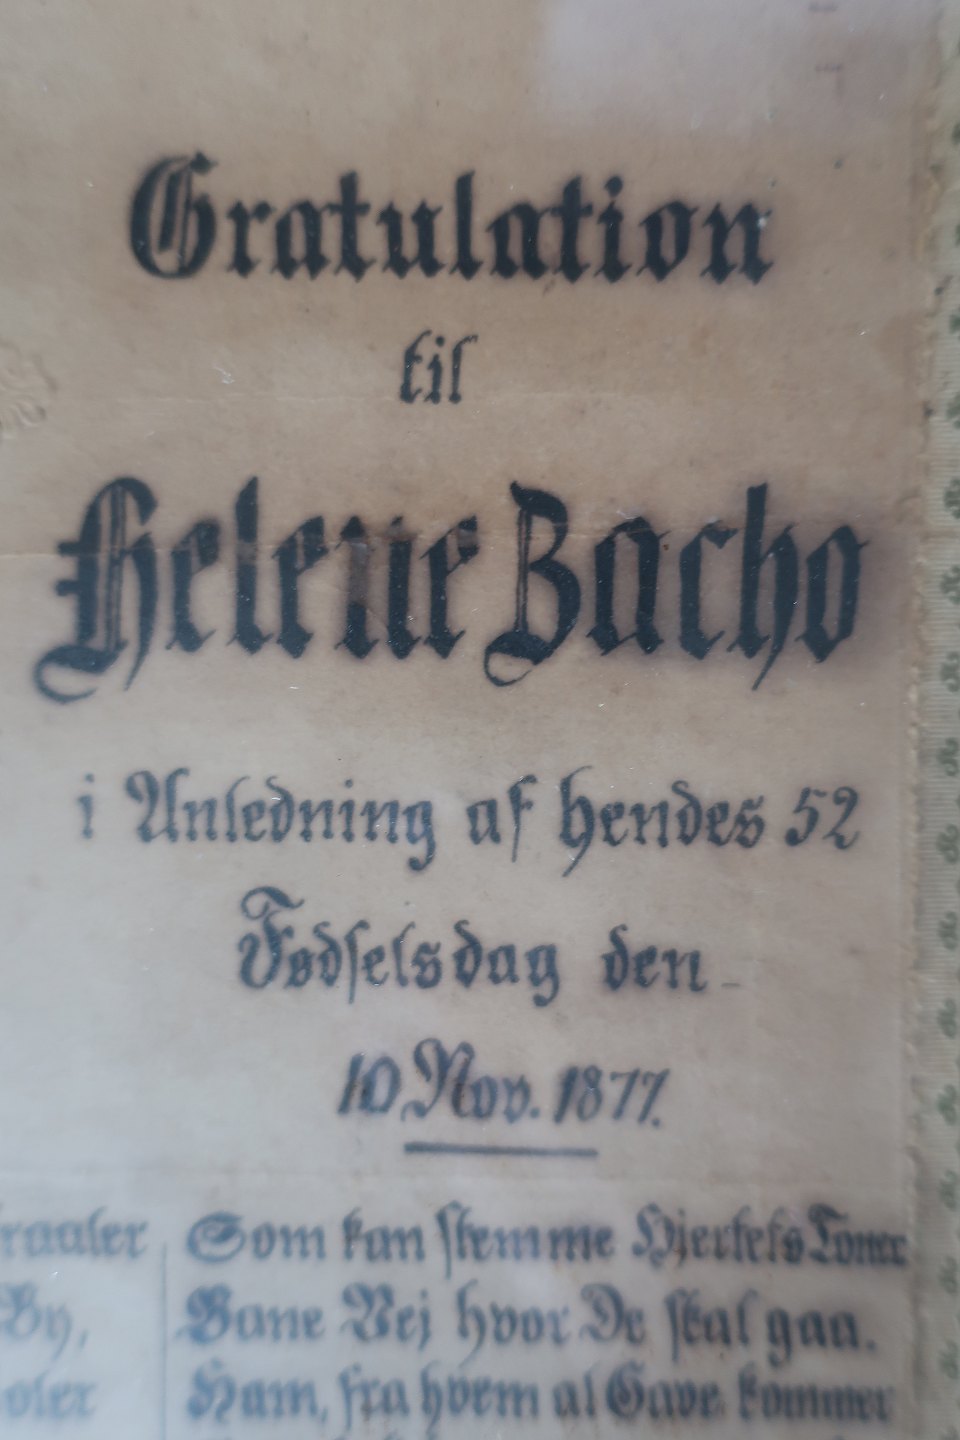 Gratulation
til
Helene Bacho
i Anledning af hendes 52
Fødselsdag den
10 Nov. 1877.
By,
Som kan stemme Hjertets Toner
Bane Vej hvor De skal gaa.
Ham, fra hvem al Gave kommer